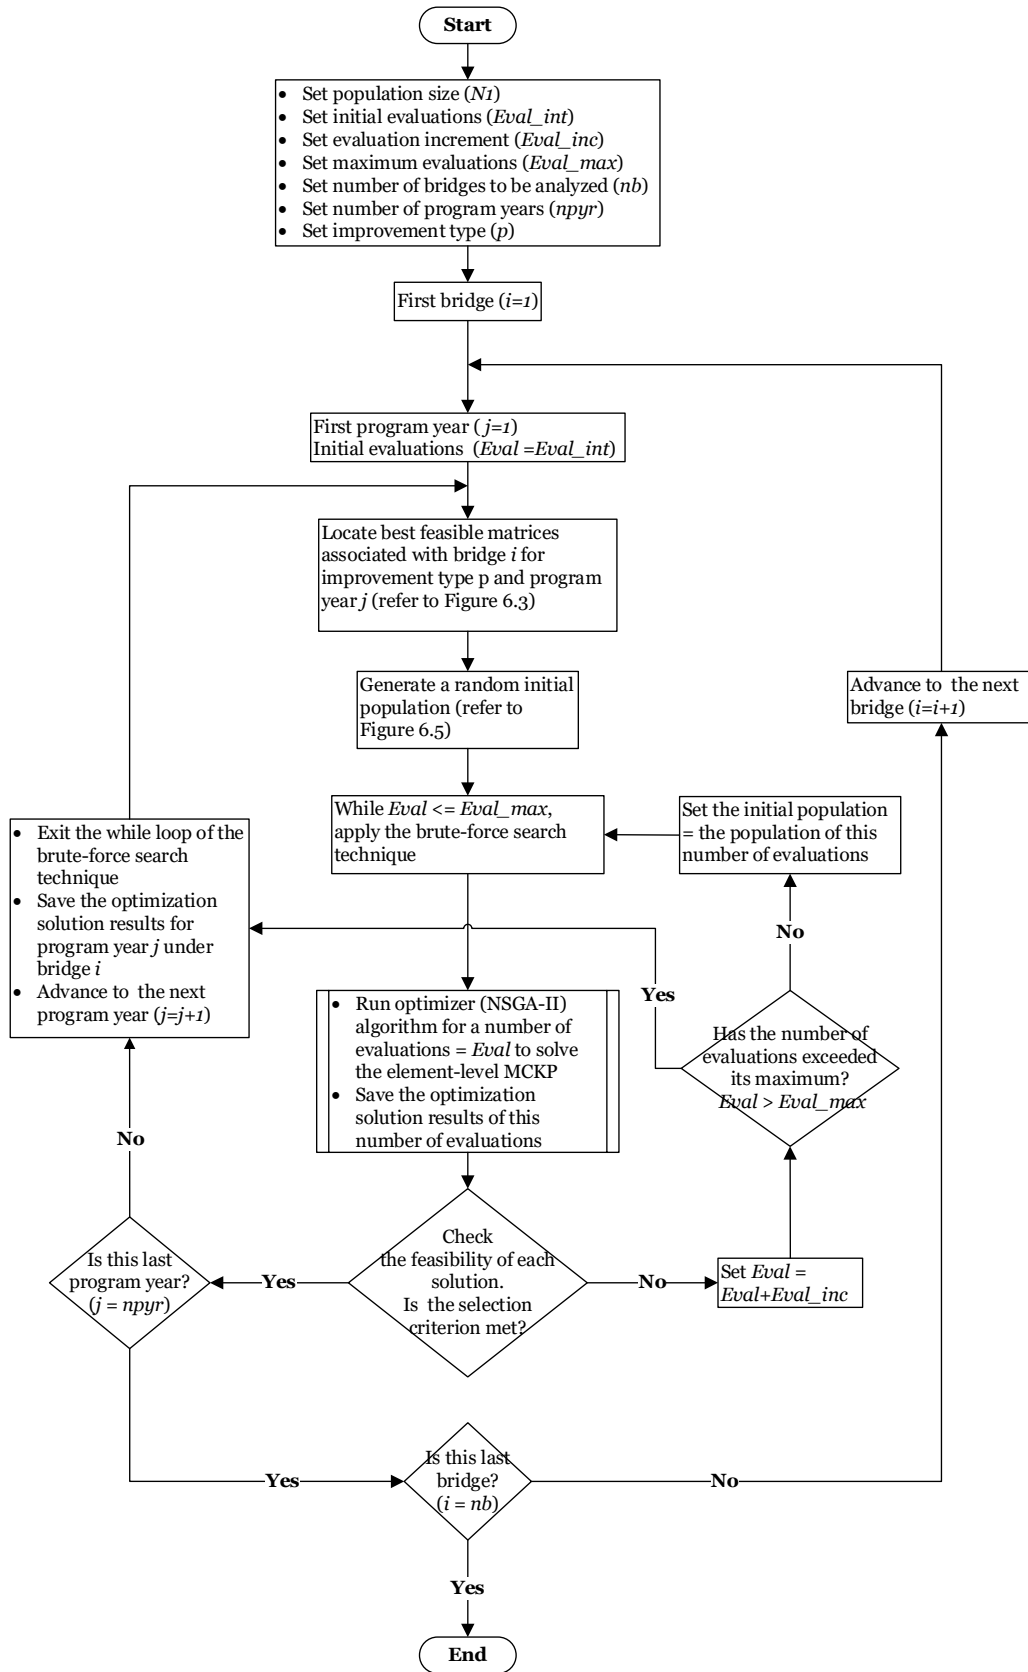 Start
• Set population size (N1)
• Set initial evaluations (Eval_int)
• Set evaluation increment (Eval_inc)
• Set maximum evaluations (Eval_max)
• Set number of bridges to be analyzed (nb)
• Set number of program years (npyr)
• Set improvement type (p)
First bridge (i=1)
First program year ( j=1)
Initial evaluations (Eval =Eval_int)
Locate best feasible matrices
associated with bridge i for
improvement type p and program
year j (refer to Figure 6.3)
Generate a random initial
population (refer to
Figure 6.5)
Advance to the next
bridge (i=i+1)
While Eval <= Eval_max,
apply the brute-force search
technique
Set the initial population
= the population of this
number of evaluations
• Exit the while loop of the
brute-force search
technique
• Save the optimization
solution results for
program year j under
bridge i
• Advance to the next
program year (j=j+1)
No
Yes
• Run optimizer (NSGA-II)
algorithm for a number of
evaluations = Eval to solve
the element-level MCKP
• Save the optimization
solution results of this
number of evaluations
Has the number of
evaluations exceeded
its maximum?
Eval > Eval_max
No
Is this last
program year?
(j = npyr)
Yes
Check
the feasibility of each
solution.
Is the selection
criterion met?
No
Set Eval =
Eval+Eval_inc
Yes
Is this last
bridge?
(i = nb)
No
Yes
End